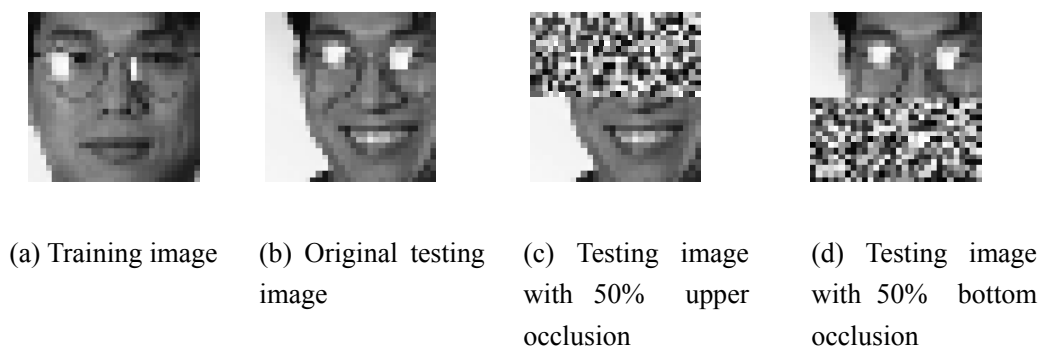 (a) Training image
(b) Original testing
image
(c) Testing image
with 50% upper
occlusion
(d) Testing image
with 50% bottom
occlusion